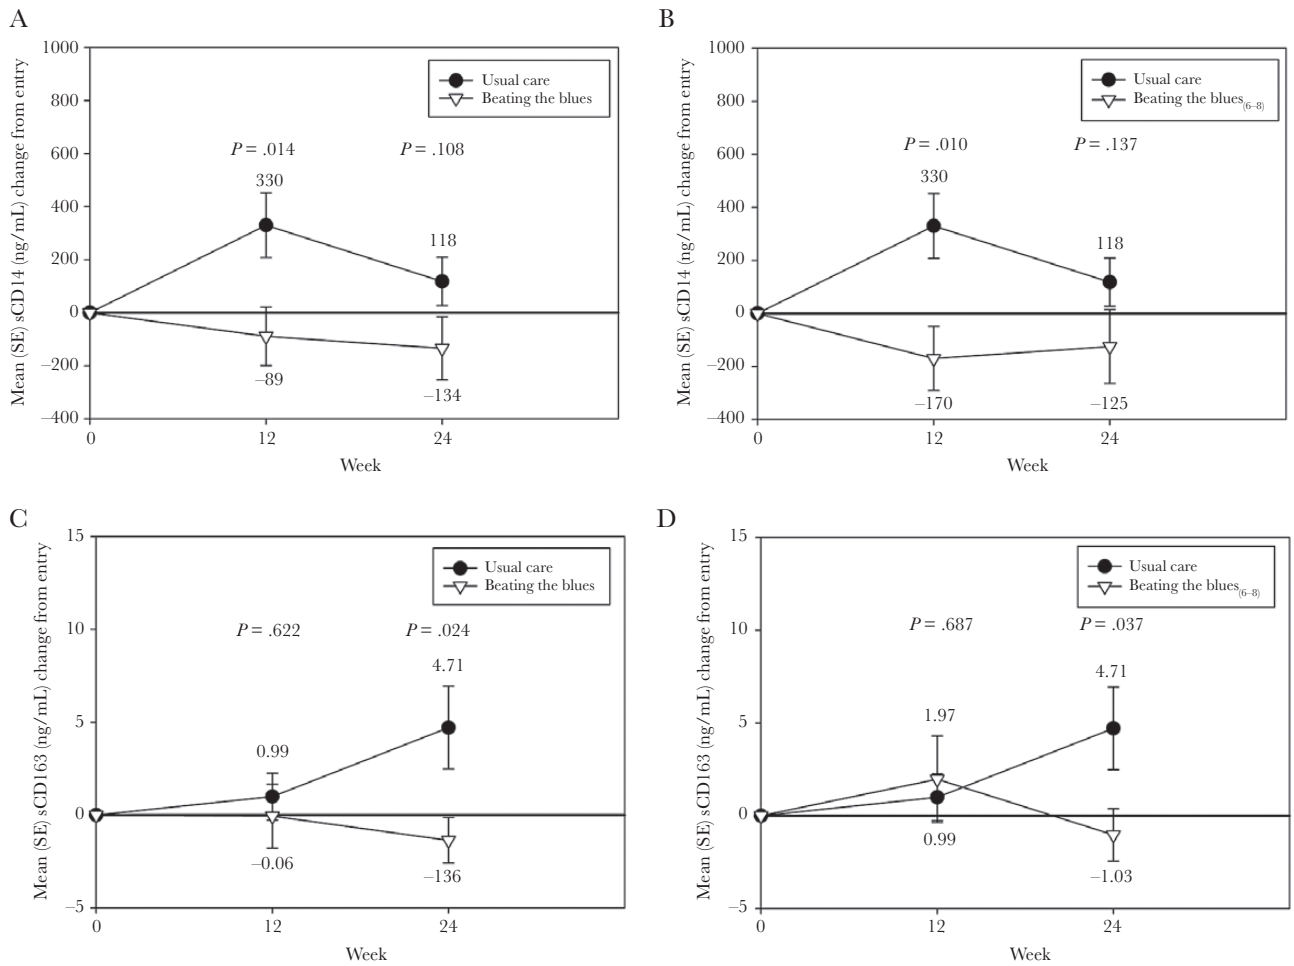 A
Mean (SE) sCD14 (ng/mL) change from entry
1000
800
600
400
200
0
–200
–400
Usual care
Beating the blues
P = .014
P = .108
330
118
–89
–134
0
12
24
Week
B
Mean (SE) sCD14 (ng/mL) change from entry
1000
800
600
400
200
0
–200
–400
Usual care
Beating the blues(6–8)
P = .010
P = .137
330
118
–170
–125
0
12
24
Week
C
Mean (SE) sCD163 (ng/mL) change from entry
15
10
5
0
–5
Usual care
Beating the blues
P = .622
P = .024
4.71
0.99
–0.06
–136
0
12
24
Week
D
Mean (SE) sCD163 (ng/mL) change from entry
15
10
5
0
–5
Usual care
Beating the blues(6–8)
P = .687
P = .037
4.71
1.97
0.99
–1.03
0
12
24
Week